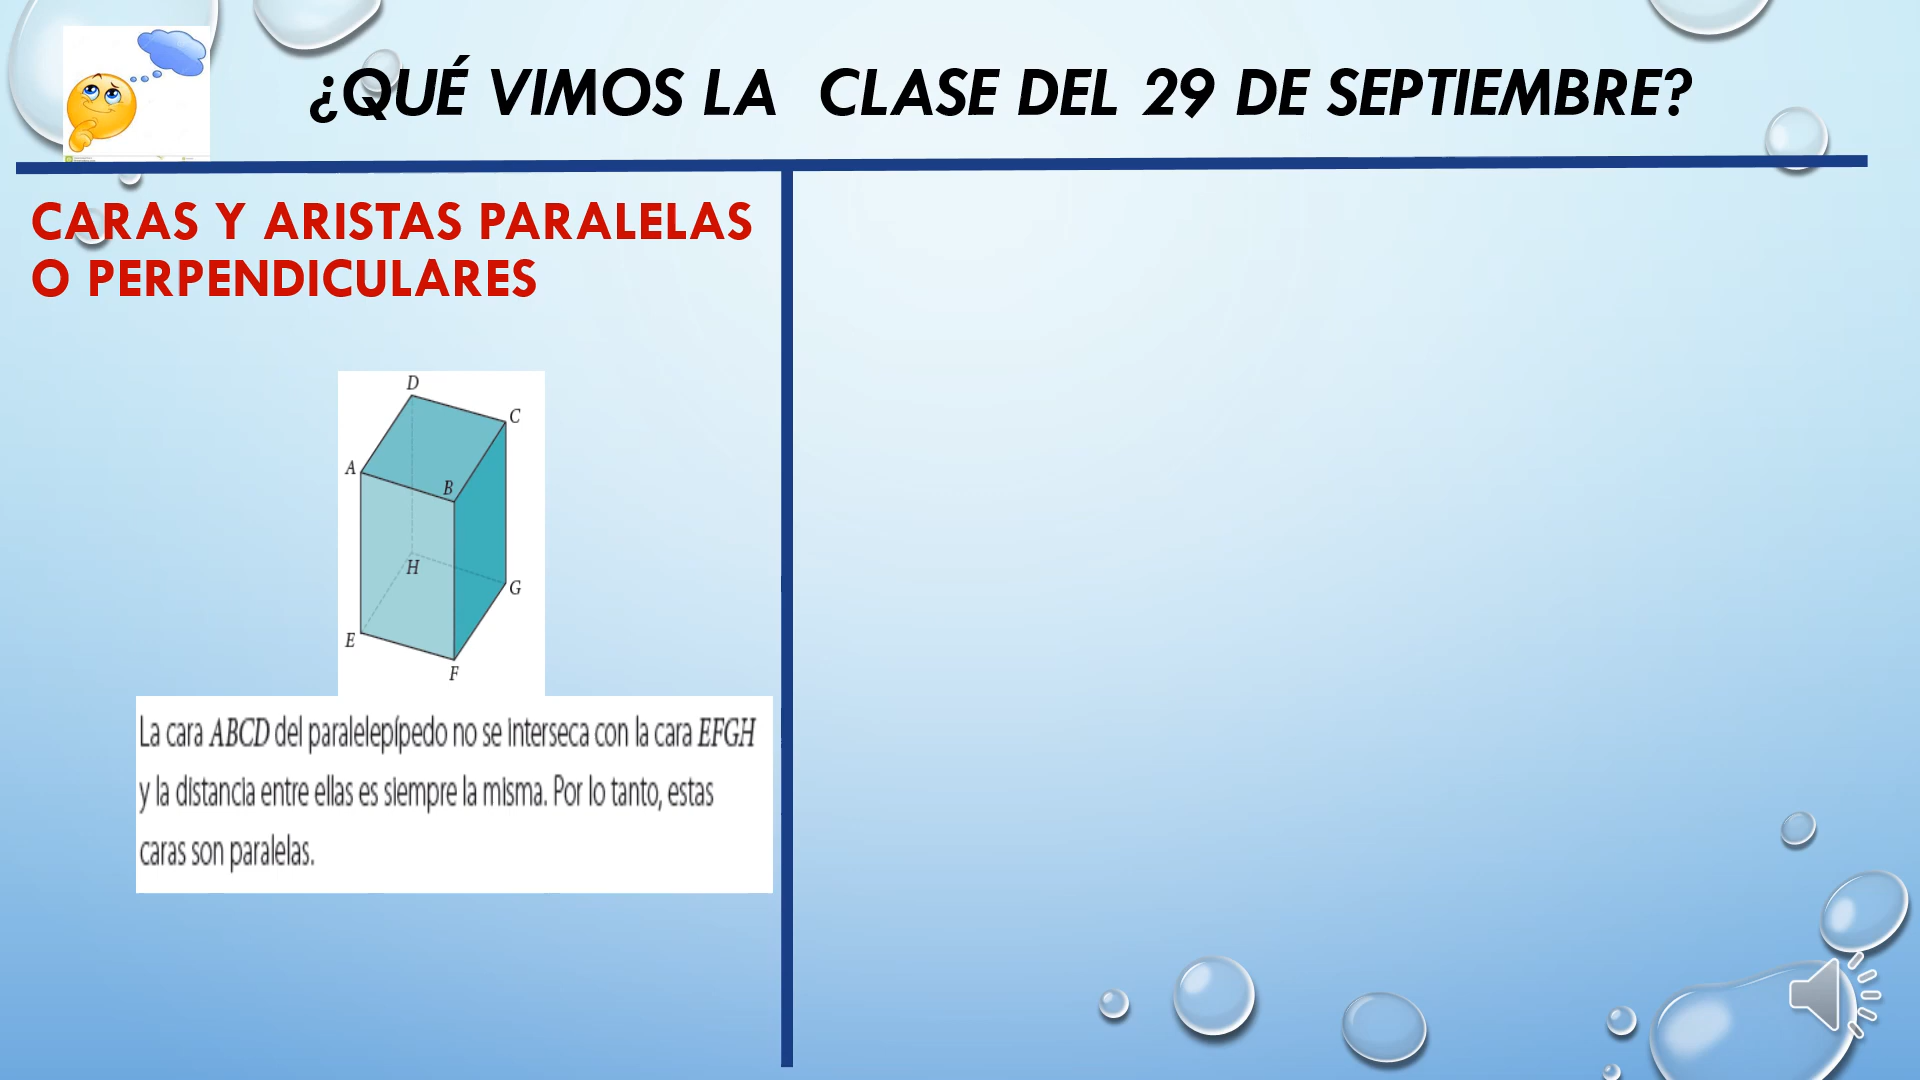 ¿QUÉ VIMOS LA  CLASE DEL 29 DE SEPTIEMBRE?
CARAS Y ARISTAS PARALELAS
O PERPENDICULARES
D
C
A
B
H
G
E
F
La cara ABCD del paralelepípedo no se interseca con la cara EFGH
y la distancia entre ellas es siempre la misma. Por lo tanto, estas
caras son paralelas.